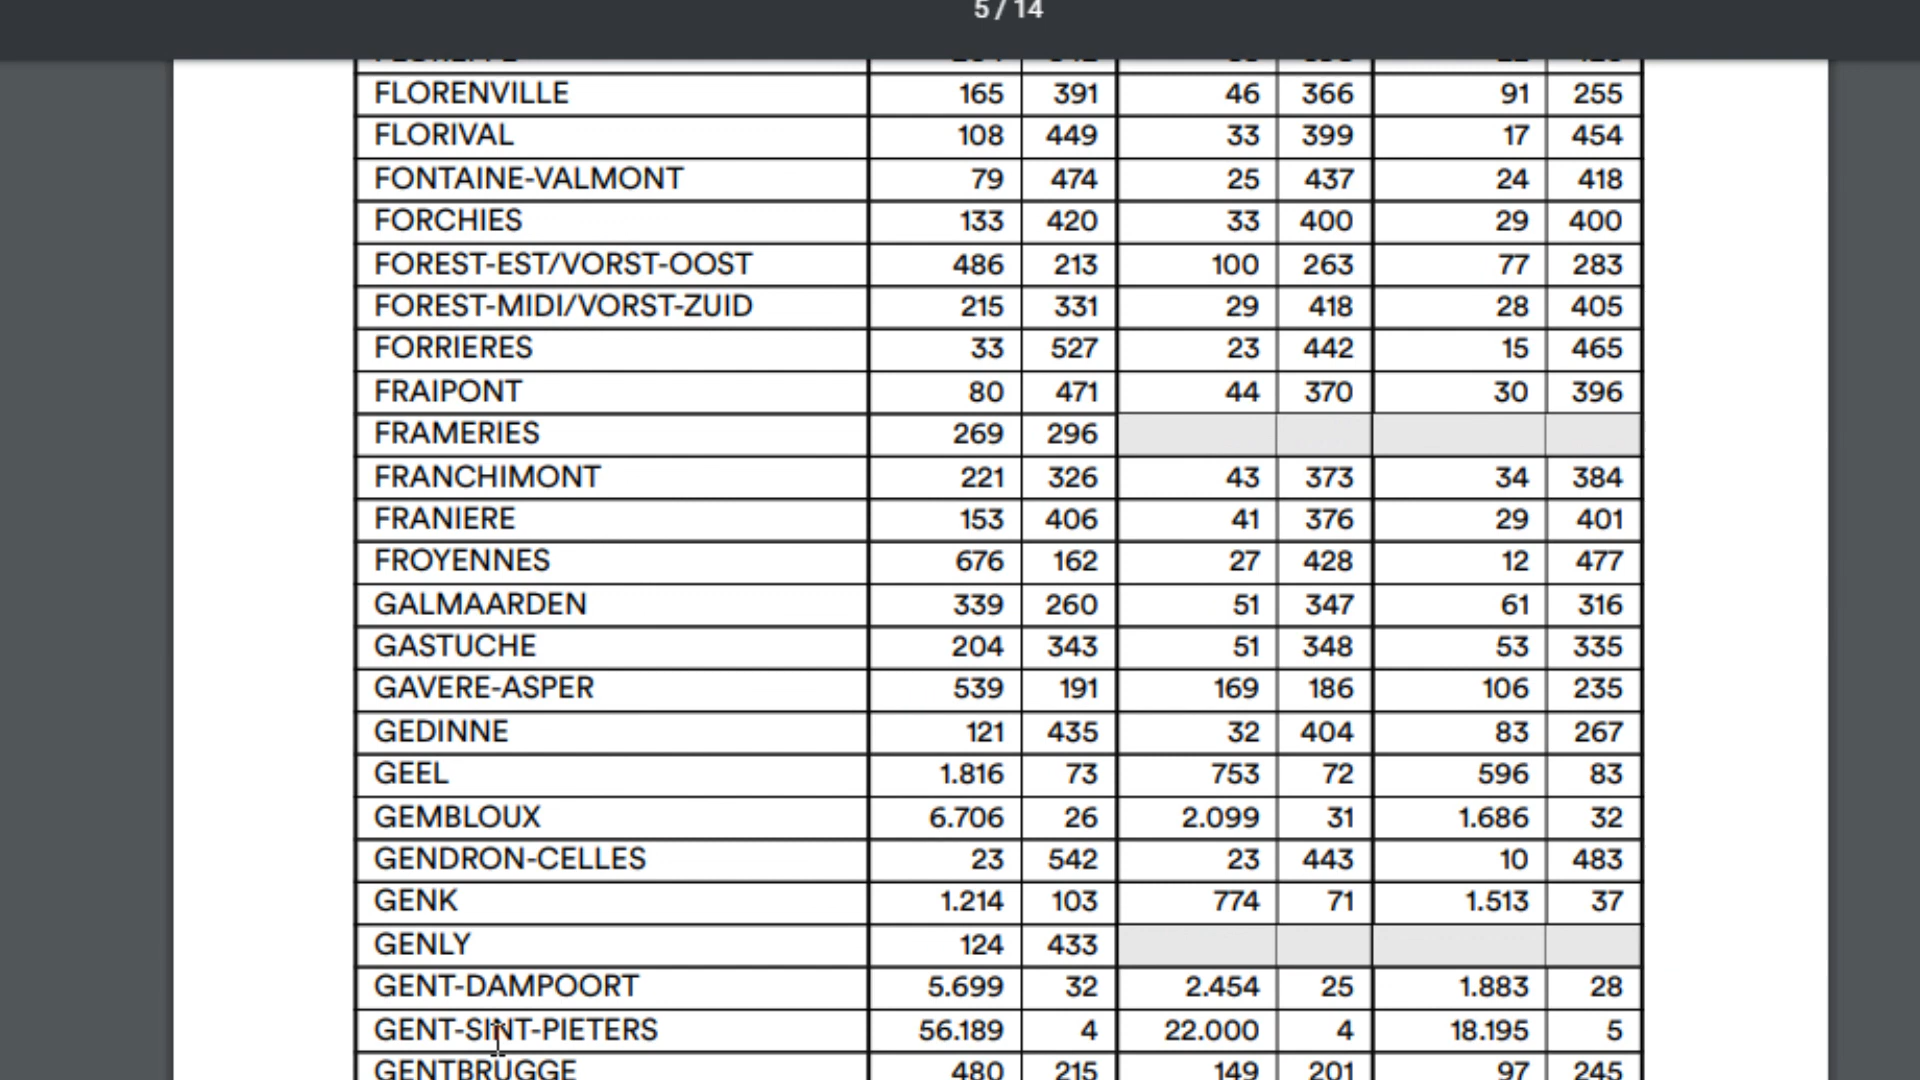 5 / 14
FLORENVILLE 165 391 46 366 91 255
FLORIVAL 108 449 33 399 17 454
FONTAINE-VALMONT 79 474 25 437 24 418
FORCHIES 133 420 33 400 29 400
FOREST-EST/VORST-OOST 486 213 100 263 77 283
FOREST-MIDI/VORST-ZUID 215 331 29 418 28 405
FORRIERES 33 527 23 442 15 465
FRAIPONT 80 471 44 370 30 396
FRAMERIES 269 296
FRANCHIMONT 221 326 43 373 34 384
FRANIERE 153 406 41 376 29 401
FROYENNES 676 162 27 428 12 477
GALMAARDEN 339 260 51 347 61 316
GASTUCHE 204 343 51 348 53 335
GAVERE-ASPER 539 191 169 186 106 235
GEDINNE 121 435 32 404 83 267
GEEL 1.816 73 753 72 596 83
GEMBLOUX 6.706 26 2.099 31 1.686 32
GENDRON-CELLES 23 542 23 443 10 483
GENK 1.214 103 774 71 1.513 37
GENLY 124 433
GENT-DAMPOORT 5.699 32 2.454 25 1.883 28
GENT-SINT-PIETERS 56.189 4 22.000 4 18.195 5
GENTBRUGGE 480 215 149 201 97 245